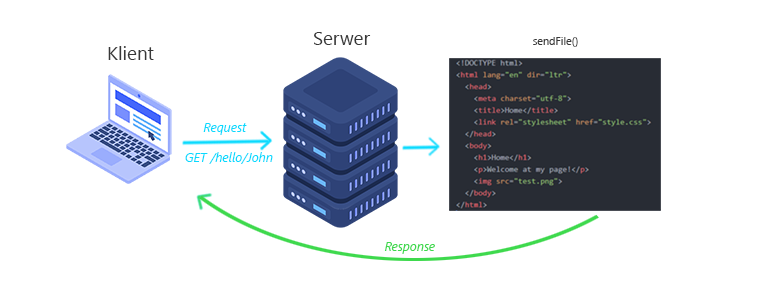 Klient
Serwer
sendFile()
Request
GET /hello/John
<!DOCTYPE html>
<html lang="en" dir="ltr">
<head>
<meta charset="utf-8">
<title>Home</title>
<link rel="stylesheet" href="style.css">
</head>
<body>
<h1>Home</h1>
<p>Welcome at my page!</p>
<img src="test.png">
</body>
</html>
Response